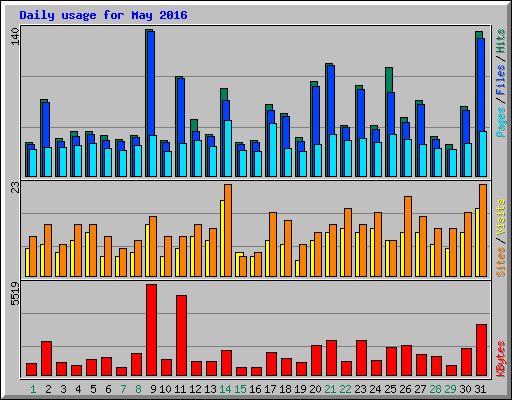 Daily usage for May 2016
140
Pages / Files / Hits
23
Sites / Visits
5519
KBytes
1 2 3 4 5 6 7 8 9 10 11 12 13 14 15 16 17 18 19 20 21 22 23 24 25 26 27 28 29 30 31